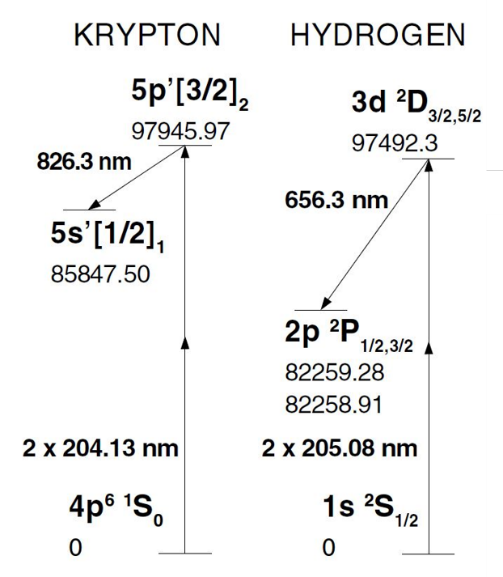 KRYPTON
5p'[3/2]₂
97945.97
826.3 nm
5s'[1/2]₁
85847.50
2 x 204.13 nm
4p⁶ ¹S₀
0
HYDROGEN
3d ²D₃/₂,₅/₂
97492.3
656.3 nm
2p ²P₁/₂,₃/₂
82259.28
82258.91
2 x 205.08 nm
1s ²S₁/₂
0